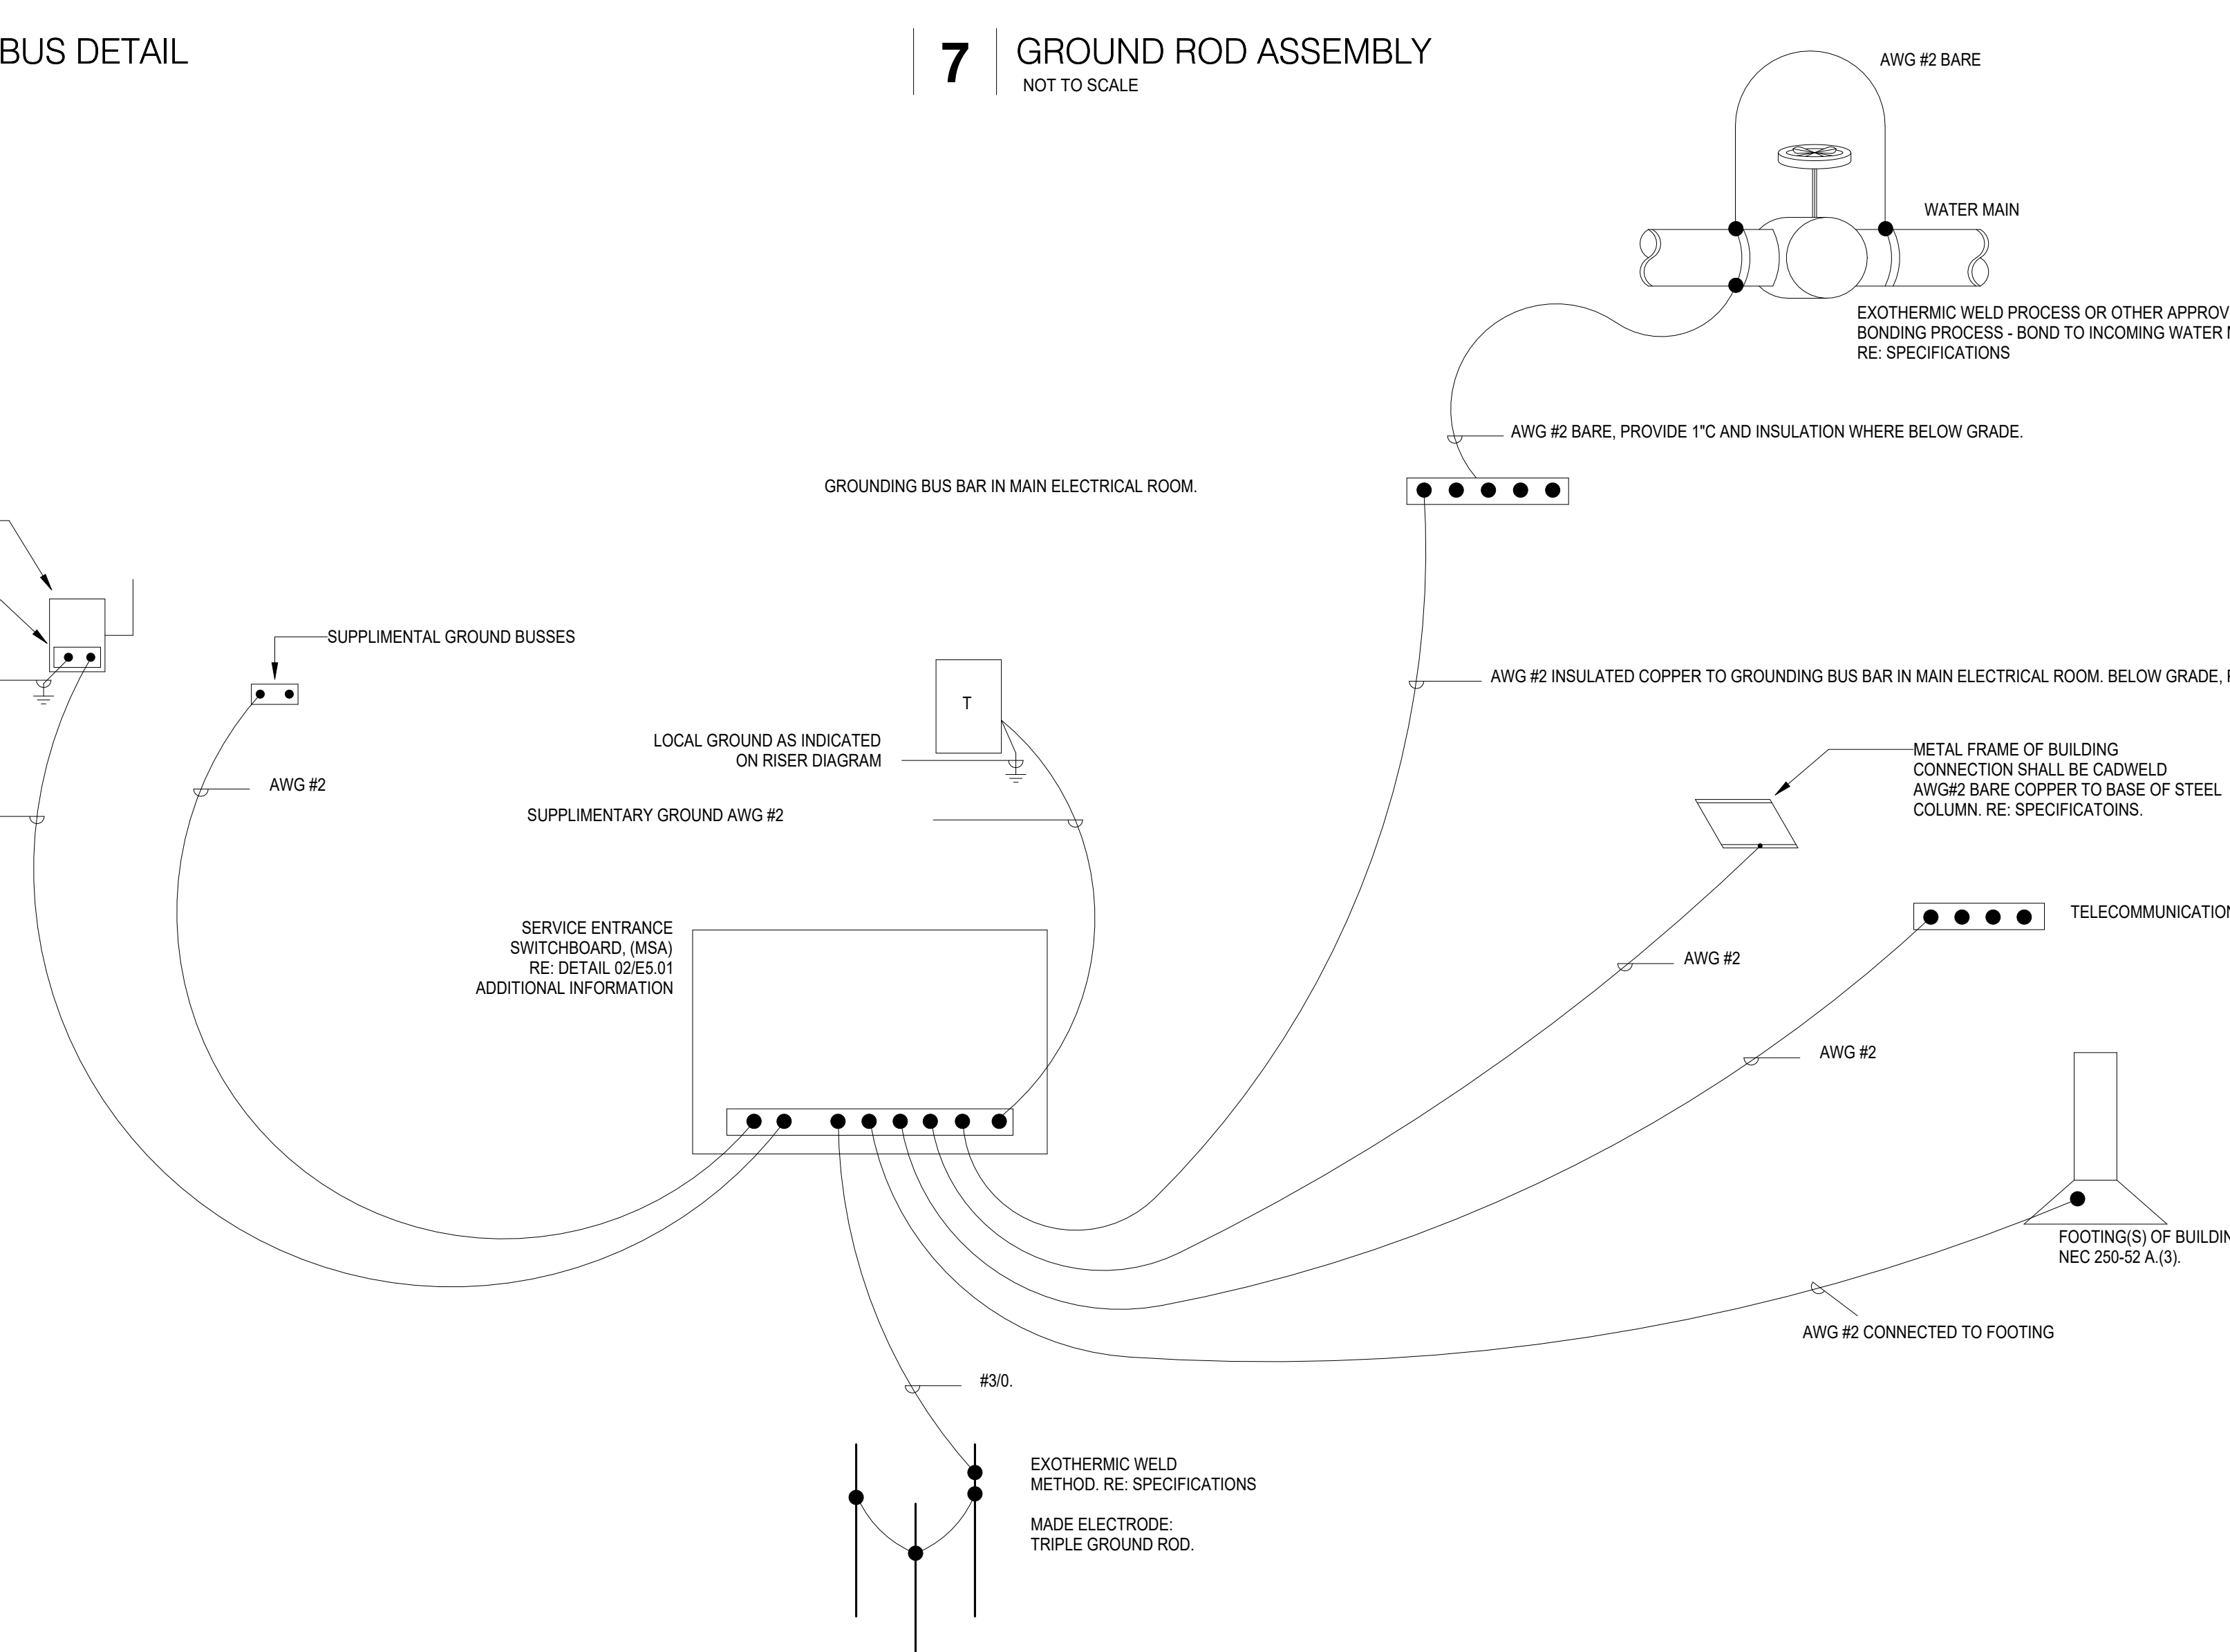 BUS DETAIL
7
GROUND ROD ASSEMBLY
NOT TO SCALE
AWG #2 BARE
WATER MAIN
EXOTHERMIC WELD PROCESS OR OTHER
BONDING PROCESS - BOND TO INCOMING WATER
RE: SPECIFICATIONS
AWG #2 BARE, PROVIDE 1"C AND INSULATION WHERE BELOW GRADE.
GROUNDING BUS BAR IN MAIN ELECTRICAL ROOM.
SUPPLIMENTAL GROUND BUSSES
AWG #2 INSULATED COPPER TO GROUNDING BUS BAR IN MAIN ELECTRICAL ROOM. BELOW GRADE,
T
LOCAL GROUND AS INDICATED
ON RISER DIAGRAM
METAL FRAME OF BUILDING
CONNECTION SHALL BE CADWELD
AWG#2 BARE COPPER TO BASE OF STEEL
COLUMN. RE: SPECIFICATOINS.
AWG #2
SUPPLIMENTARY GROUND AWG #2
SERVICE ENTRANCE
SWITCHBOARD, (MSA)
RE: DETAIL 02/E5.01
ADDITIONAL INFORMATION
TELECOMMUNICATION
AWG #2
AWG #2
FOOTING(S) OF
NEC 250-52 A.(3).
AWG #2 CONNECTED TO FOOTING
#3/0.
EXOTHERMIC WELD
METHOD. RE: SPECIFICATIONS
MADE ELECTRODE:
TRIPLE GROUND ROD.